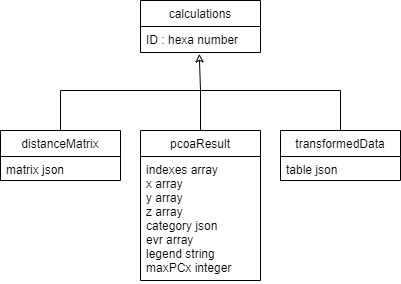 calculations
ID : hexa number
distanceMatrix
matrix json
pcoaResult
indexes array
x array
y array
z array
category json
evr array
legend string
maxPCx integer
transformedData
table json